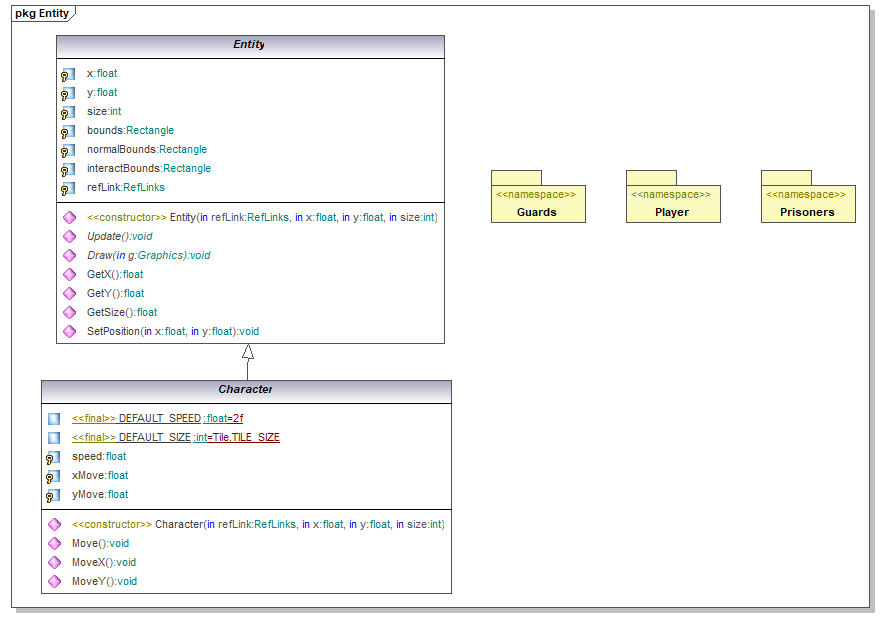 pkg Entity
Entity
x:float
y:float
size:int
bounds:Rectangle
normalBounds:Rectangle
interactBounds:Rectangle
refLink:RefLinks
<<constructor>> Entity(in refLink:RefLinks, in x:float, in y:float, in size:int)
Update():void
Draw(in g:Graphics):void
GetX():float
GetY():float
GetSize():float
SetPosition(in x:float, in y:float):void
<<namespace>>
Guards
<<namespace>>
Player
<<namespace>>
Prisoners
Character
<<final>> DEFAULT_SPEED:float=2f
<<final>> DEFAULT_SIZE:int=Tile.TILE_SIZE
speed:float
xMove:float
yMove:float
<<constructor>> Character(in refLink:RefLinks, in x:float, in y:float, in size:int)
Move():void
MoveX():void
MoveY():void